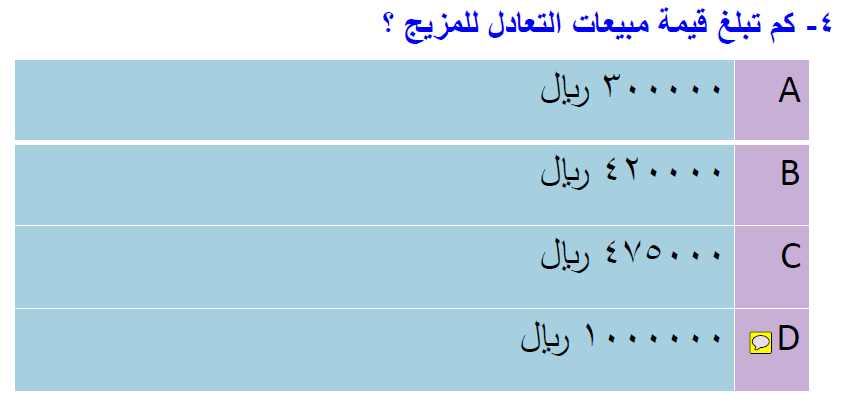 ٤- كم تبلغ قيمة مبيعات التعادل للمزيج ؟
A ٣٠٠٠٠٠ ريال
B ٤٢٠٠٠٠ ريال
C ٤٧٥٠٠٠ ريال
D ١٠٠٠٠٠٠ ريال